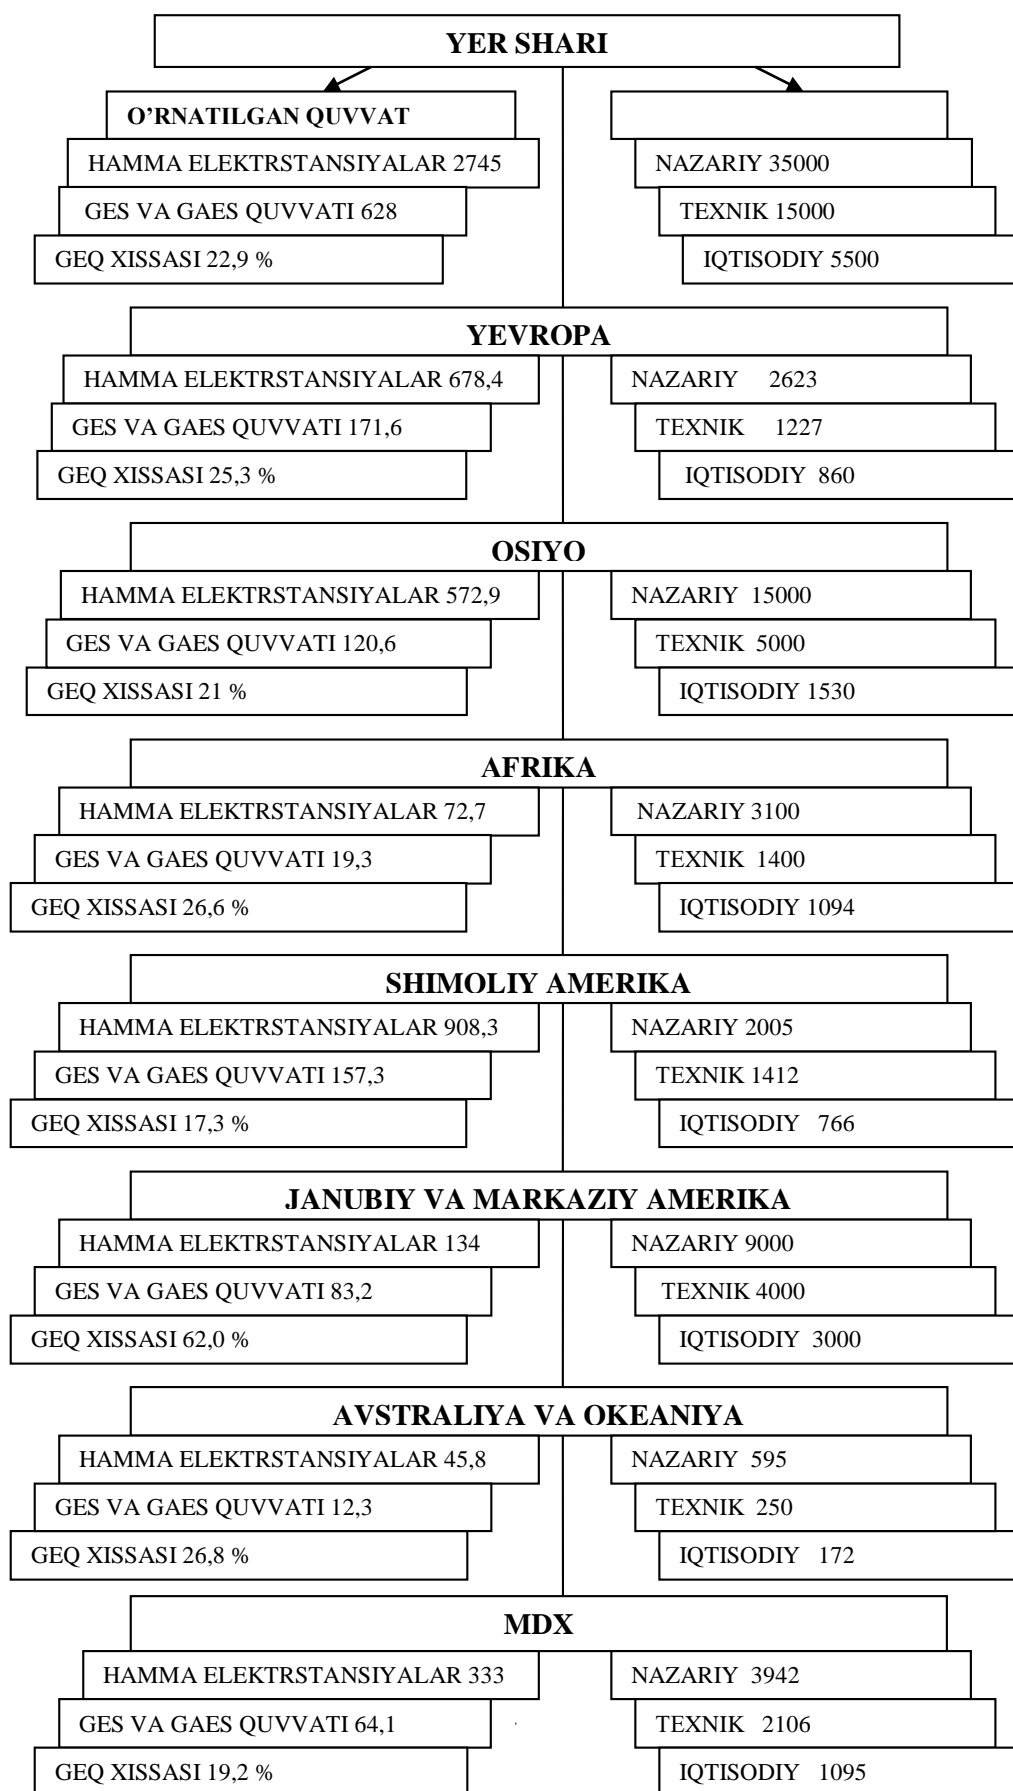 YER SHARI
O’RNATILGAN QUVVAT
HAMMA ELEKTRSTANSIYALAR 2745
GES VA GAES QUVVATI 628
GEQ XISSASI 22,9 %
NAZARIY 35000
TEXNIK 15000
IQTISODIY 5500
YEVROPA
HAMMA ELEKTRSTANSIYALAR 678,4
GES VA GAES QUVVATI 171,6
GEQ XISSASI 25,3 %
NAZARIY 2623
TEXNIK 1227
IQTISODIY 860
OSIYO
HAMMA ELEKTRSTANSIYALAR 572,9
GES VA GAES QUVVATI 120,6
GEQ XISSASI 21 %
NAZARIY 15000
TEXNIK 5000
IQTISODIY 1530
AFRIKA
HAMMA ELEKTRSTANSIYALAR 72,7
GES VA GAES QUVVATI 19,3
GEQ XISSASI 26,6 %
NAZARIY 3100
TEXNIK 1400
IQTISODIY 1094
SHIMOLIY AMERIKA
HAMMA ELEKTRSTANSIYALAR 908,3
GES VA GAES QUVVATI 157,3
GEQ XISSASI 17,3 %
NAZARIY 2005
TEXNIK 1412
IQTISODIY 766
JANUBIY VA MARKAZIY AMERIKA
HAMMA ELEKTRSTANSIYALAR 134
GES VA GAES QUVVATI 83,2
GEQ XISSASI 62,0 %
NAZARIY 9000
TEXNIK 4000
IQTISODIY 3000
AVSTRALIYA VA OKEANIYA
HAMMA ELEKTRSTANSIYALAR 45,8
GES VA GAES QUVVATI 12,3
GEQ XISSASI 26,8 %
NAZARIY 595
TEXNIK 250
IQTISODIY 172
MDX
HAMMA ELEKTRSTANSIYALAR 333
GES VA GAES QUVVATI 64,1
GEQ XISSASI 19,2 %
NAZARIY 3942
TEXNIK 2106
IQTISODIY 1095